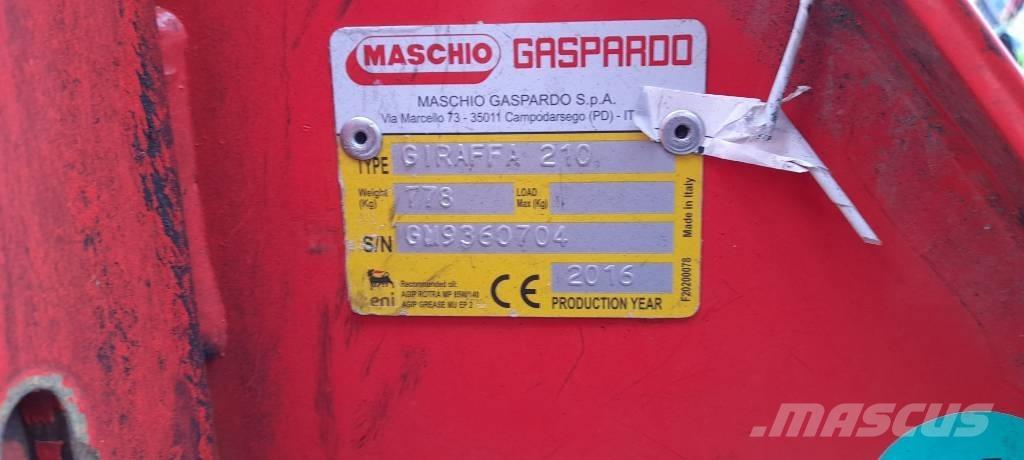 MASCHIO GASPARDO
MASCHIO GASPARDO S.p.A.
Via Marcello 73 - 35011 Campodarsego (PD) - IT
TYPE GIRAFFA 210
Weight (Kg) 778 LOAD Max (Kg)
S/N GM9360704
2016
eni Recommended oil:
AGIP ROTRA MP 85W/140
AGIP GREASE MU EP 2
CE PRODUCTION YEAR
Made in Italy
F20200078
MASCUS